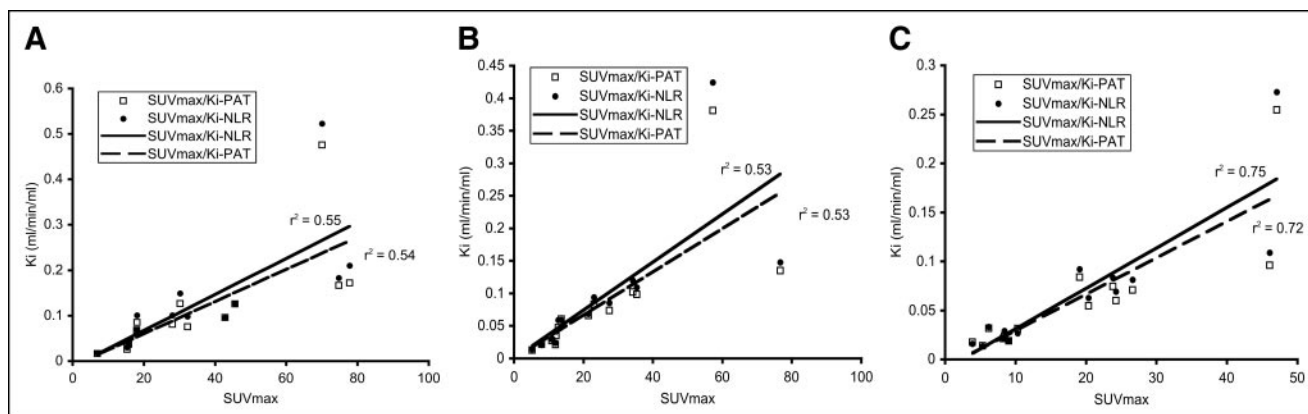 A
Ki (ml/min/ml)
0.6
0.5
0.4
0.3
0.2
0.1
0
SUVmax/Ki-PAT
SUVmax/Ki-NLR
SUVmax/Ki-NLR
SUVmax/Ki-PAT
r² = 0.55
r² = 0.54
0 20 40 60 80 100
SUVmax
B
Ki (ml/min/ml)
0.45
0.4
0.35
0.3
0.25
0.2
0.15
0.1
0.05
0
SUVmax/Ki-PAT
SUVmax/Ki-NLR
SUVmax/Ki-NLR
SUVmax/Ki-PAT
r² = 0.53
r² = 0.53
0 20 40 60 80 100
SUVmax
C
Ki (ml/min/ml)
0.3
0.25
0.2
0.15
0.1
0.05
0
SUVmax/Ki-PAT
SUVmax/Ki-NLR
SUVmax/Ki-NLR
SUVmax/Ki-PAT
r² = 0.75
r² = 0.72
0 10 20 30 40 50
SUVmax